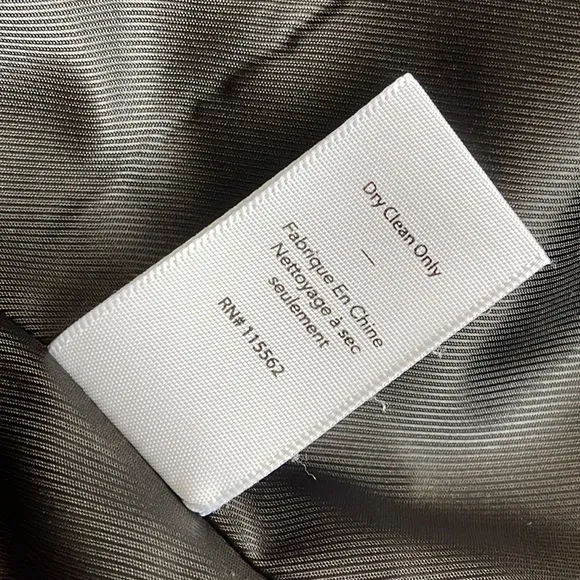 Dry Clean Only
—
Fabrique En Chine
Nettoyage à sec
seulement
RN# 115562